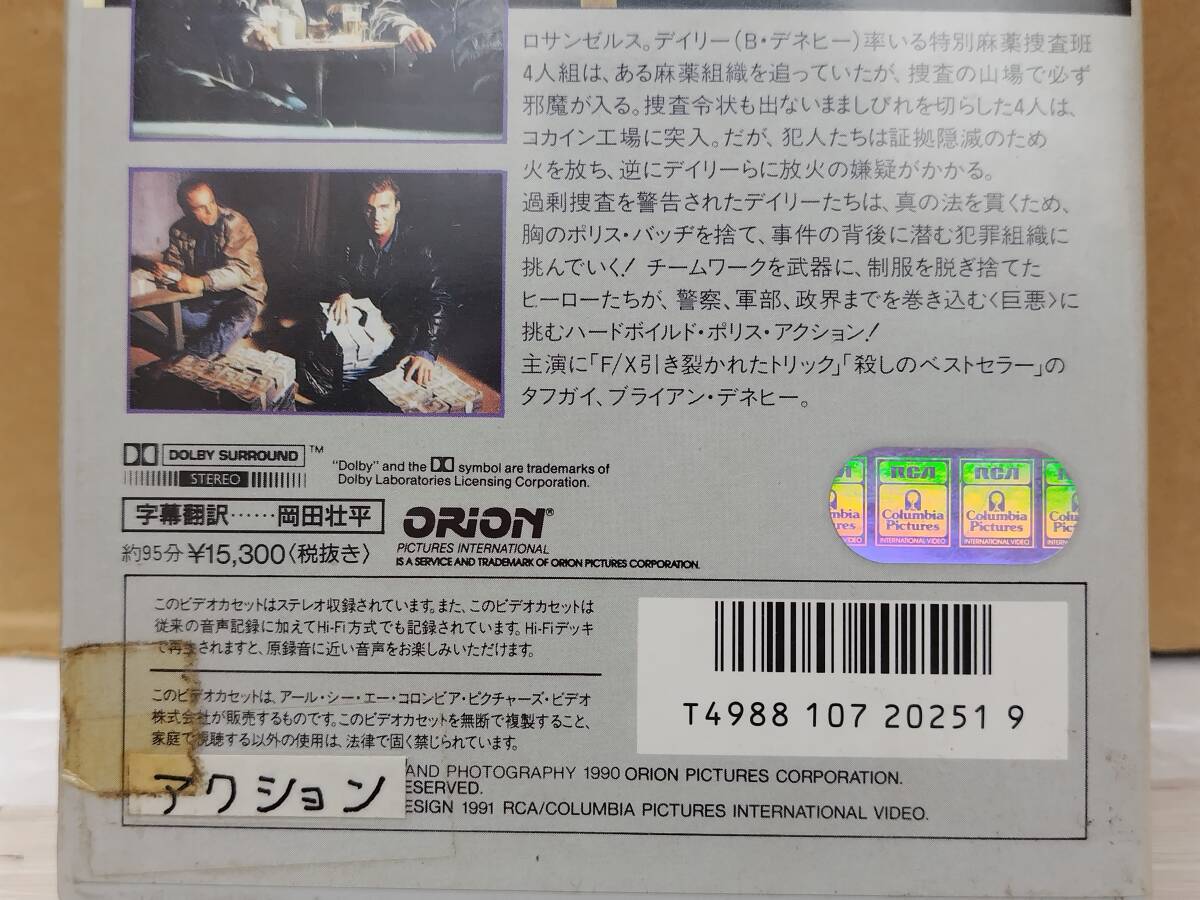 ロサンゼルス。デイリー(B・デネヒー)率いる特別麻薬捜査班
4人組は、ある麻薬組織を追っていたが、捜査の山場で必ず
邪魔が入る。捜査令状も出ないまましびれを切らした4人は、
コカイン工場に突入。だが、犯人たちは証拠隠滅のため
火を放ち、逆にデイリーらに放火の嫌疑がかかる。
過剰捜査を警告されたデイリーたちは、真の法を貫くため、
胸のポリス・バッヂを捨て、事件の背後に潜む犯罪組織に
挑んでいく! チームワークを武器に、制服を脱ぎ捨てた
ヒーローたちが、警察、軍部、政界までを巻き込む〈巨悪〉に
挑むハードボイルド・ポリス・アクション!
主演に「F/X引き裂かれたトリック」「殺しのベストセラー」の
タフガイ、ブライアン・デネヒー。
DOLBY SURROUND™
STEREO
"Dolby" and the symbol are trademarks of
Dolby Laboratories Licensing Corporation.
字幕翻訳……岡田壮平
約95分 ¥15,300〈税抜き〉
ORION®
PICTURES INTERNATIONAL
IS A SERVICE AND TRADEMARK OF ORION PICTURES CORPORATION.
RCA RCA
mbia Columbia Columbia Colu
res Pictures Pictures Pic
VIDEO INTERNATIONAL VIDEO INTERNATIONAL VIDEO INTERN
このビデオカセットはステレオ収録されています。また、このビデオカセットは
従来の音声記録に加えてHi-Fi方式でも記録されています。Hi-Fiデッキ
で再生されますと、原録音に近い音声をお楽しみいただけます。
このビデオカセットは、アール・シー・エー・コロンビア・ピクチャーズ・ビデオ
株式会社が販売するものです。このビデオカセットを無断で複製すること、
家庭で視聴する以外の使用は、法律で固く禁じられています。
T4988 107 20251 9
アクション
AND PHOTOGRAPHY 1990 ORION PICTURES CORPORATION.
ESERVED.
ESIGN 1991 RCA/COLUMBIA PICTURES INTERNATIONAL VIDEO.